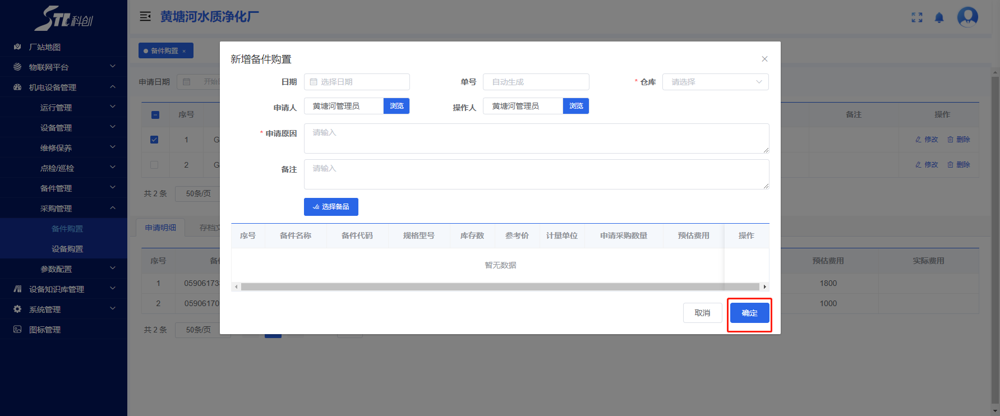 STL科创
厂站地图
物联网平台
机电设备管理
运行管理
设备管理
维修保养
点检/巡检
备件管理
采购管理
备件购置
设备购置
参数配置
设备知识库管理
系统管理
图标管理
黄塘河水质净化厂
备件购置 ×
申请日期 开始
序号 备注 操作
1 G 修改 删除
2 G 修改 删除
共 2 条 50条/页
申请明细 存档文
序号 备 预估费用 实际费用
1 05906173 1800
2 05906170 1000
共 2 条 50条/页
新增备件购置
日期 选择日期 单号 自动生成 * 仓库 请选择
申请人 黄塘河管理员 浏览 操作人 黄塘河管理员 浏览
* 申请原因 请输入
备注 请输入
选择备品
序号 备件名称 备件代码 规格型号 库存数 参考价 计量单位 申请采购数量 预估费用 操作
暂无数据
取消 确定